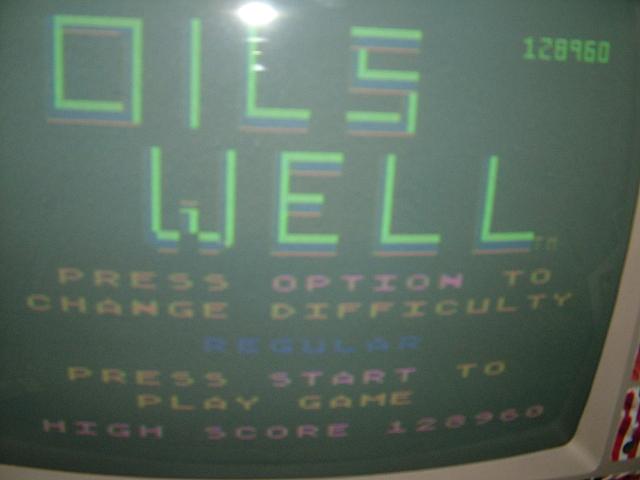 OILS
128960
WELL
TM
PRESS OPTION TO
CHANGE DIFFICULTY
REGULAR
PRESS START TO
PLAY GAME
HIGH SCORE 128960